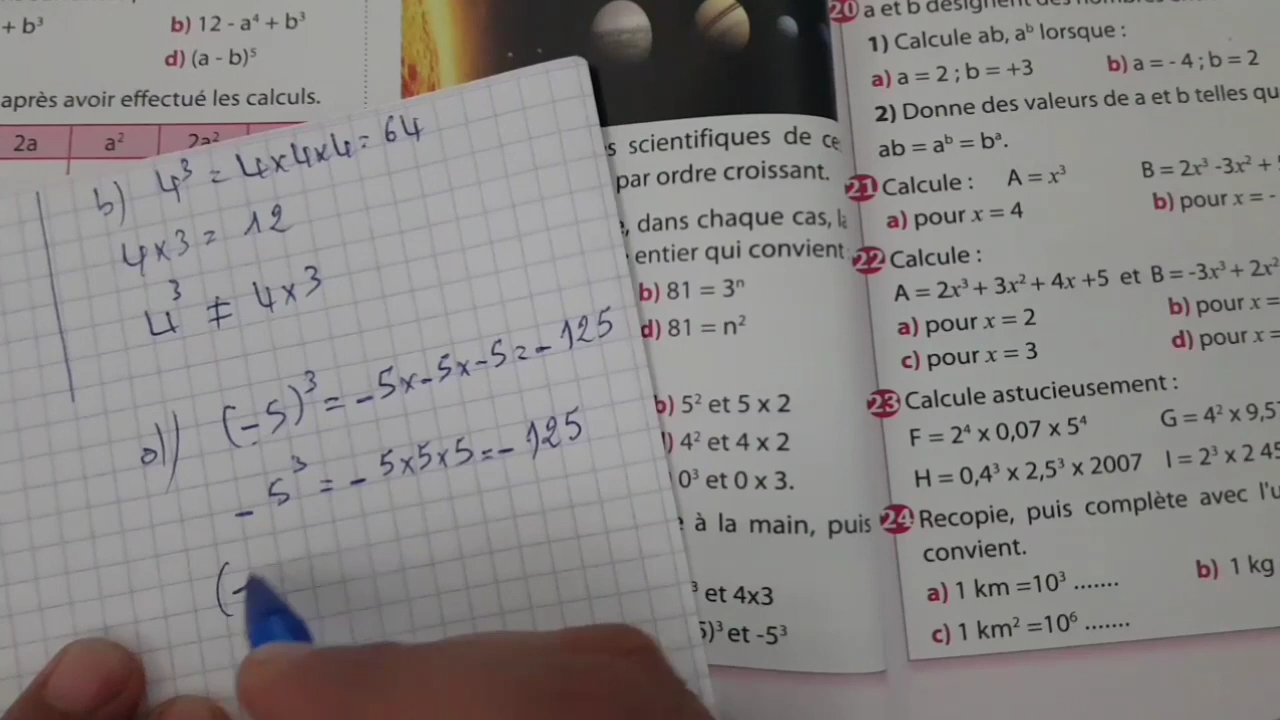 + b³
b) 12 - a⁴ + b³
d) (a - b)⁵
après avoir effectué les calculs.
2a a² 2a²
b) 4³ = 4x4x4= 64
4x3= 12
4³ ≠ 4x3
(-5)³ = -5x-5x-5=-125
-5³ = - 5x5x5=- 125
(-
s scientifiques de ce
par ordre croissant.
, dans chaque cas,
entier qui convient
b) 81 = 3ⁿ
d) 81 = n²
b) 5² et 5 x 2
) 4² et 4 x 2
0³ et 0 x 3.
à la main, puis
³ et 4x3
5)³ et -5³
20 a et b désignent des
1) Calcule ab, aᵇ lorsque :
a) a = 2 ; b = +3
b) a = - 4 ; b = 2
2) Donne des valeurs de a et b telles qu
ab = aᵇ = bᵃ.
21 Calcule : A = x³ B = 2x³ -3x² +
a) pour x = 4
b) pour x = -
22 Calcule :
A = 2x³ + 3x² + 4x +5 et B = -3x³ + 2x²
a) pour x = 2
b) pour x =
c) pour x = 3
d) pour x =
23 Calcule astucieusement :
F = 2⁴ x 0,07 x 5⁴
G = 4² x 9,5
H = 0,4³ x 2,5³ x 2007
I = 2³ x 2 45
24 Recopie, puis complète avec l'u
convient.
a) 1 km =10³ .......
b) 1 kg
c) 1 km² =10⁶ .......